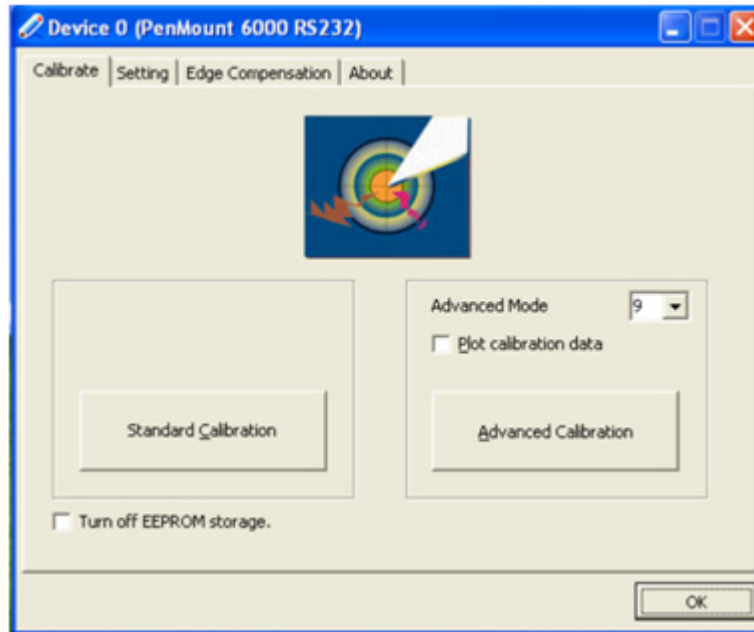 Device 0 (PenMount 6000 RS232)
Calibrate Setting Edge Compensation About
Advanced Mode 9
Plot calibration data
Standard Calibration
Advanced Calibration
Turn off EEPROM storage.
OK